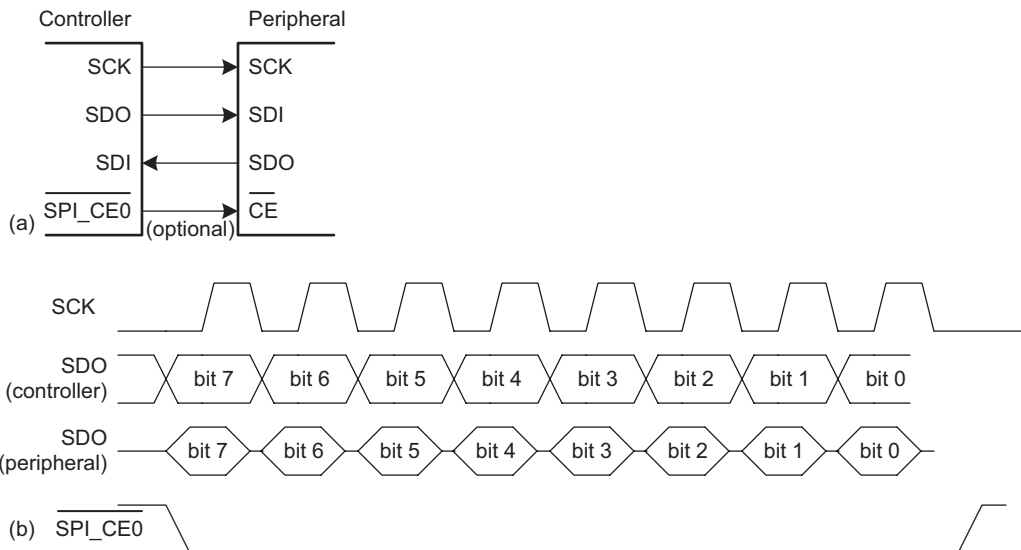 Controller Peripheral
SCK SCK
SDO SDI
SDI SDO
(a) SPI_CE0 (optional) CE
SCK
SDO
(controller) bit 7 bit 6 bit 5 bit 4 bit 3 bit 2 bit 1 bit 0
SDO
(peripheral) bit 7 bit 6 bit 5 bit 4 bit 3 bit 2 bit 1 bit 0
(b) SPI_CE0